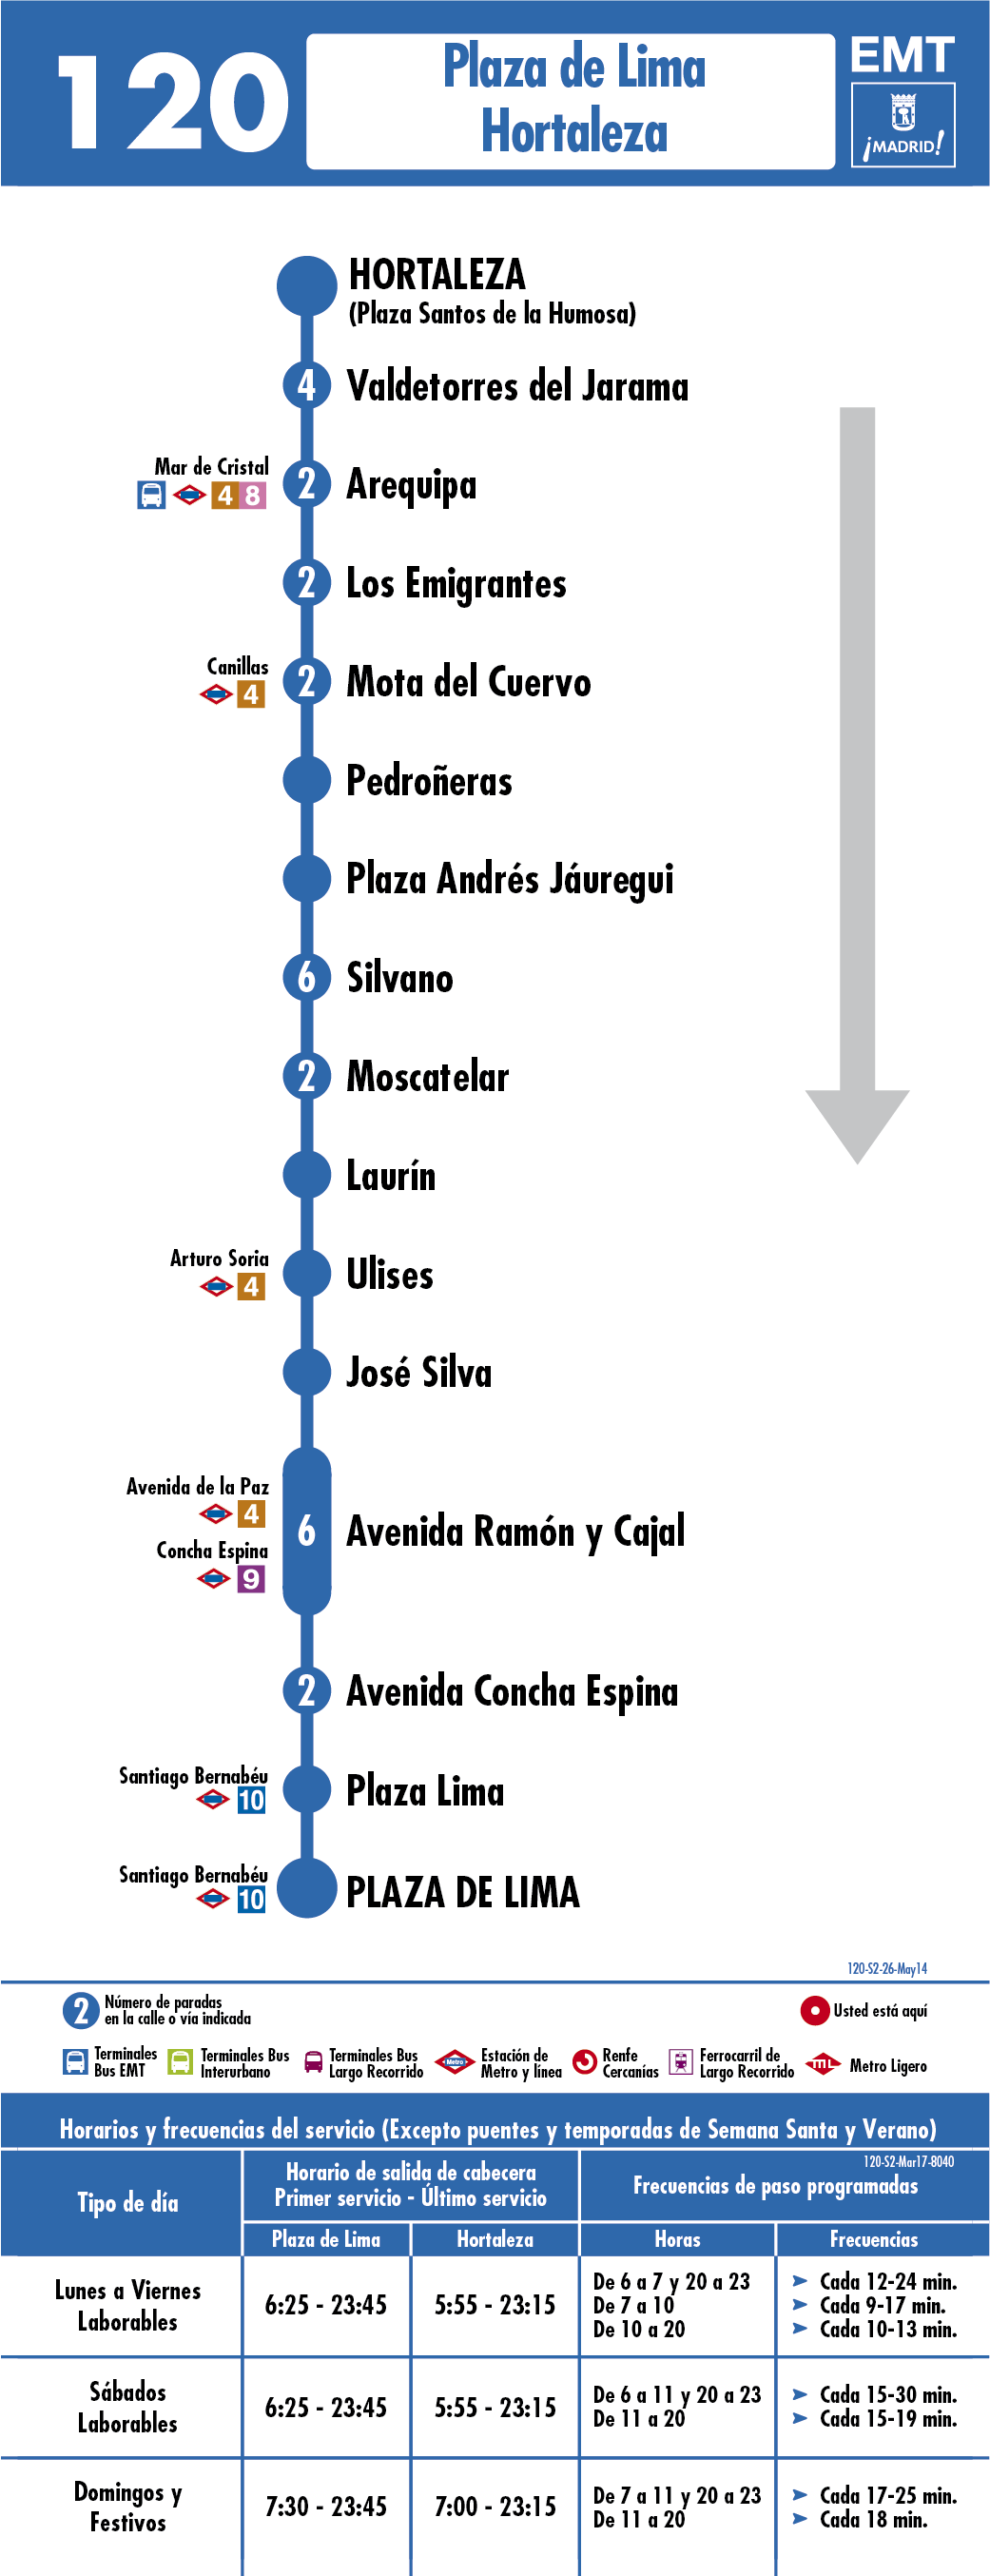 120
Plaza de Lima
Hortaleza
EMT
¡MADRID!
HORTALEZA
(Plaza Santos de la Humosa)
4 Valdetorres del Jarama
Mar de Cristal
4 8
2 Arequipa
2 Los Emigrantes
Canillas
4
2 Mota del Cuervo
Pedroñeras
Plaza Andrés Jáuregui
6 Silvano
2 Moscatelar
Laurín
Arturo Soria
4
Ulises
José Silva
Avenida de la Paz
4
Concha Espina
9
6 Avenida Ramón y Cajal
2 Avenida Concha Espina
Santiago Bernabéu
10
Plaza Lima
Santiago Bernabéu
10
PLAZA DE LIMA
120-S2-26-May14
2 Número de paradas
en la calle o vía indicada
Usted está aquí
Terminales
Bus EMT
Terminales Bus
Interurbano
Terminales Bus
Largo Recorrido
Metro
Estación de
Metro y línea
Renfe
Cercanías
Ferrocarril de
Largo Recorrido
ML
Metro Ligero
Horarios y frecuencias del servicio (Excepto puentes y temporadas de Semana Santa y Verano)
120-S2-Mar17-8040
Tipo de día
Horario de salida de cabecera
Primer servicio - Último servicio
Frecuencias de paso programadas
Plaza de Lima Hortaleza Horas Frecuencias
Lunes a Viernes
Laborables
6:25 - 23:45 5:55 - 23:15
De 6 a 7 y 20 a 23 ➤ Cada 12-24 min.
De 7 a 10 ➤ Cada 9-17 min.
De 10 a 20 ➤ Cada 10-13 min.
Sábados
Laborables
6:25 - 23:45 5:55 - 23:15
De 6 a 11 y 20 a 23 ➤ Cada 15-30 min.
De 11 a 20 ➤ Cada 15-19 min.
Domingos y
Festivos
7:30 - 23:45 7:00 - 23:15
De 7 a 11 y 20 a 23 ➤ Cada 17-25 min.
De 11 a 20 ➤ Cada 18 min.